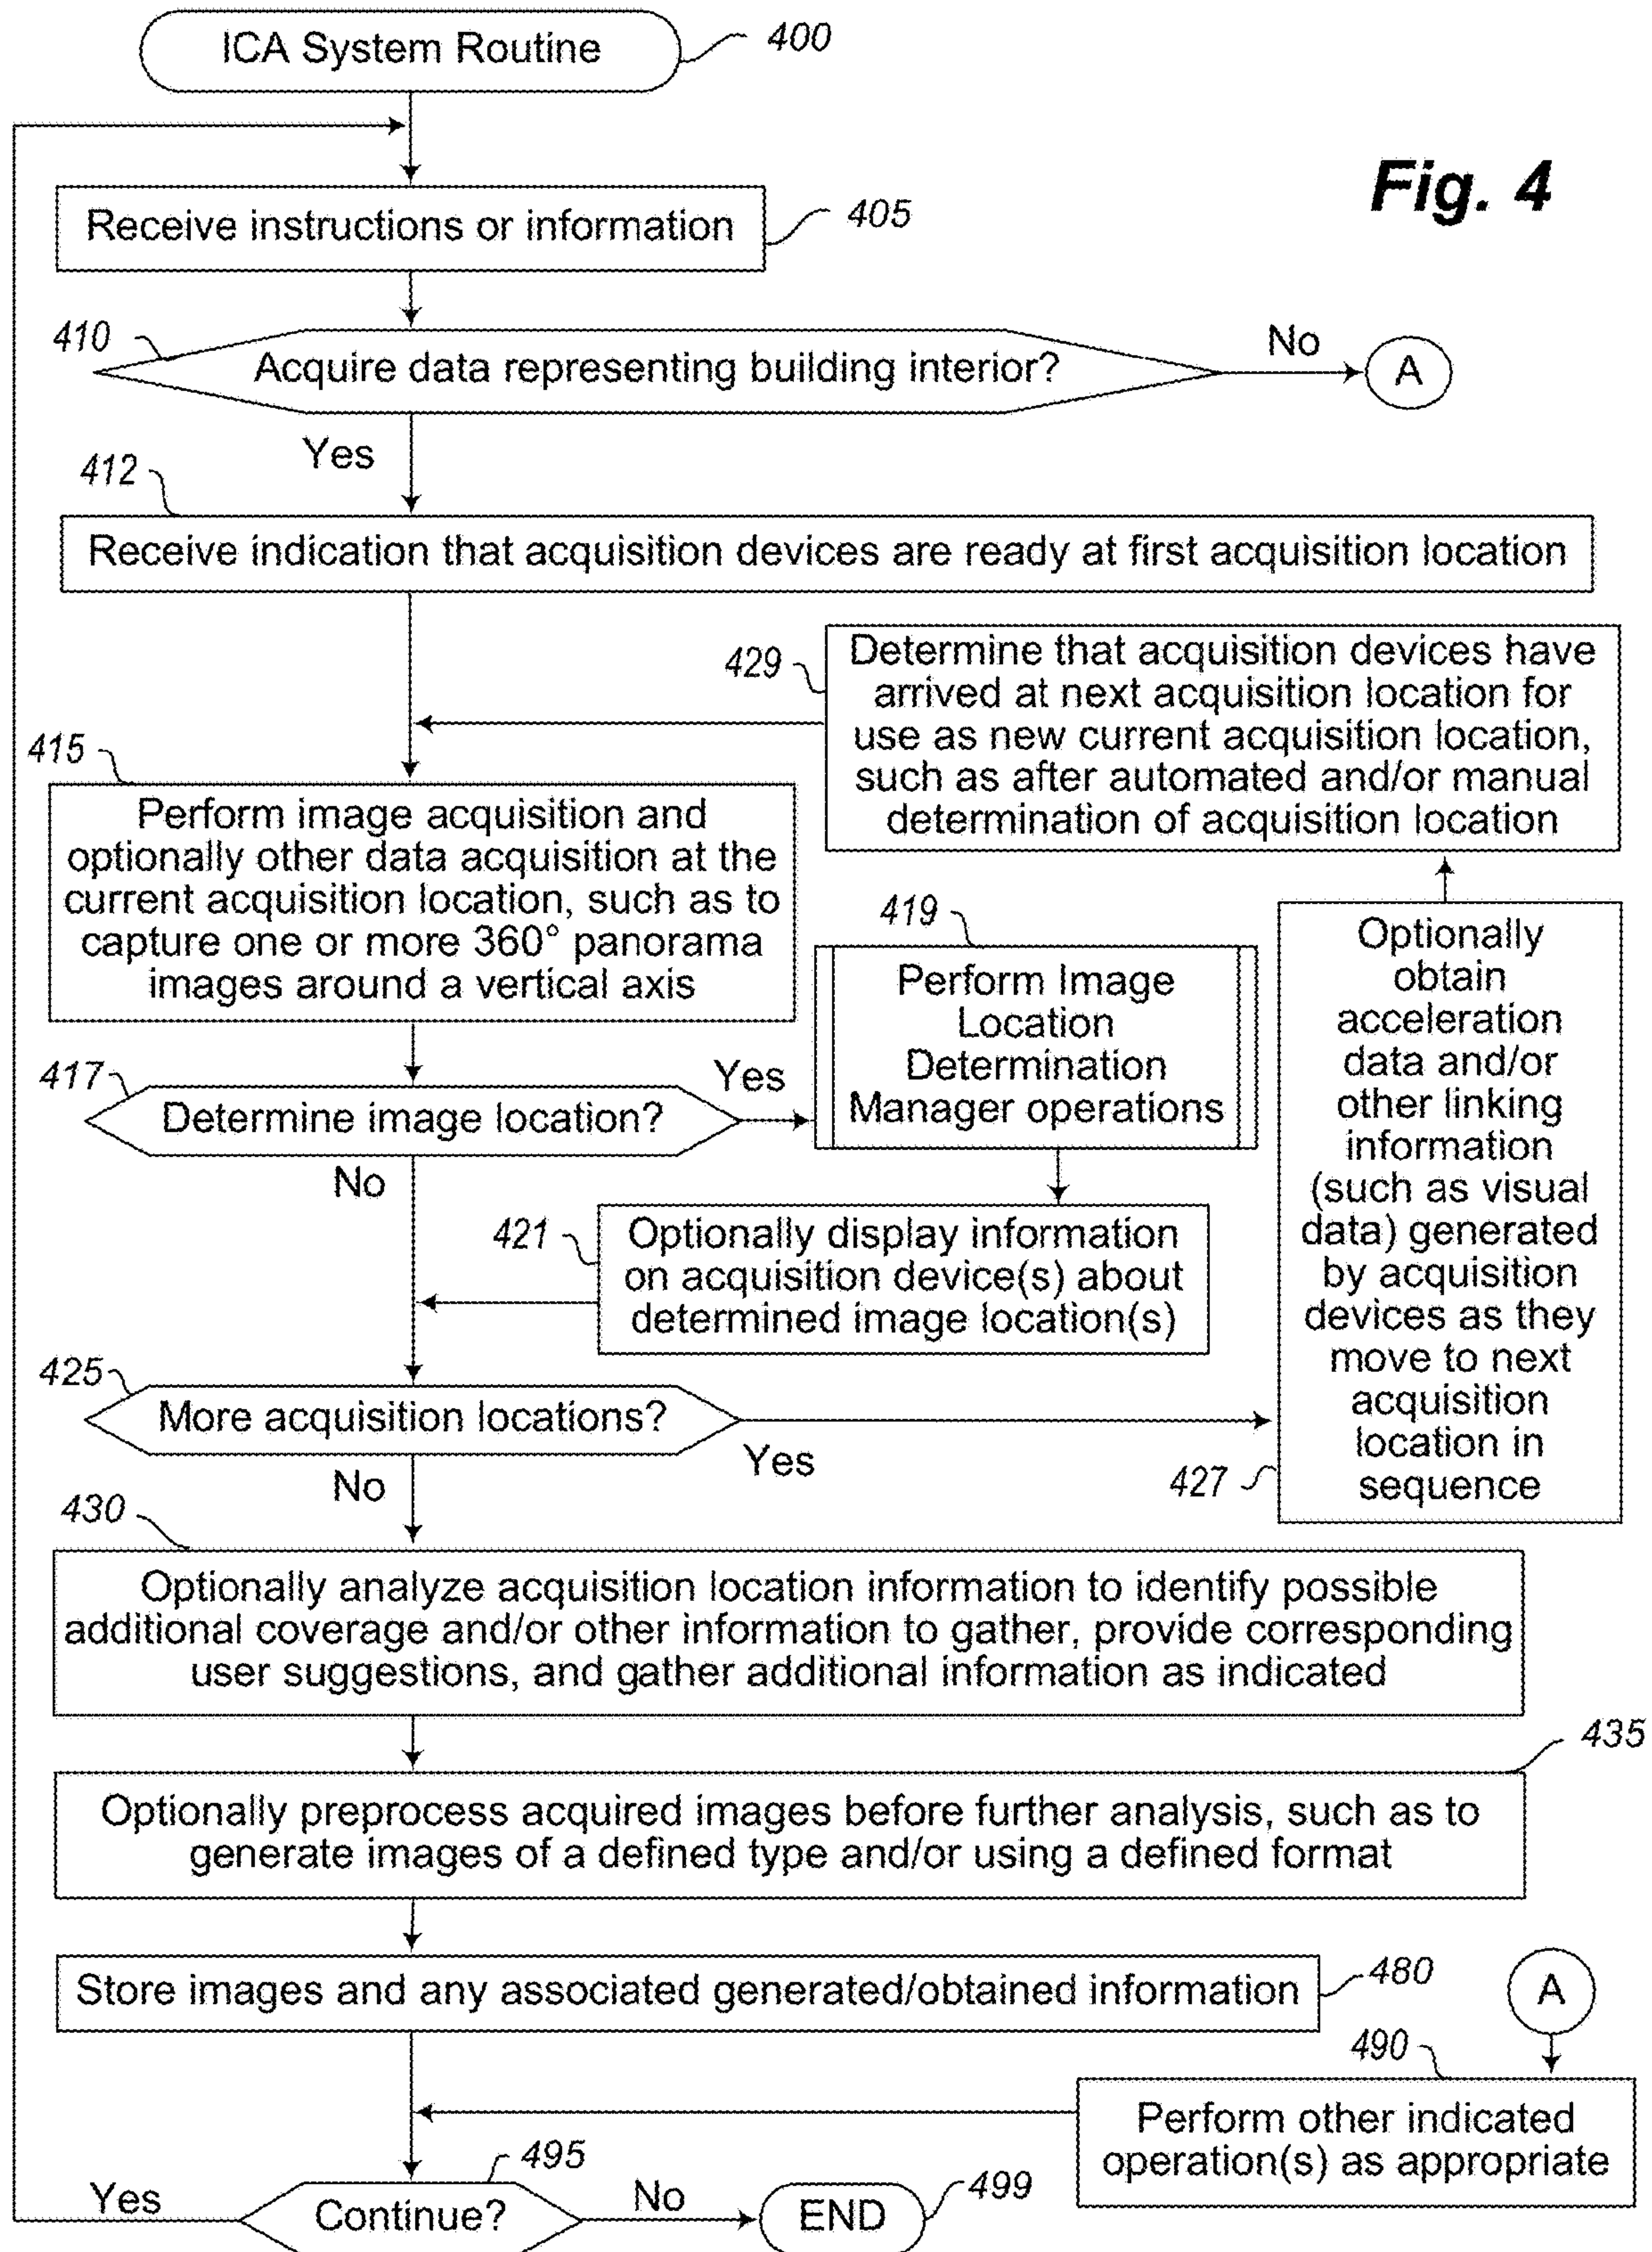 ICA System Routine
400
Fig. 4
Receive instructions or information
405
410
Acquire data representing building interior?
No
A
Yes
412
Receive indication that acquisition devices are ready at first acquisition location
429
Determine that acquisition devices have
arrived at next acquisition location for
use as new current acquisition location,
such as after automated and/or manual
determination of acquisition location
415
Perform image acquisition and
optionally other data acquisition at the
current acquisition location, such as to
capture one or more 360° panorama
images around a vertical axis
419
Perform Image
Location
Determination
Manager operations
Optionally
obtain
acceleration
data and/or
other linking
information
(such as visual
data) generated
by acquisition
devices as they
move to next
acquisition
location in
sequence
427
417
Determine image location?
Yes
No
421
Optionally display information
on acquisition device(s) about
determined image location(s)
425
More acquisition locations?
Yes
No
430
Optionally analyze acquisition location information to identify possible
additional coverage and/or other information to gather, provide corresponding
user suggestions, and gather additional information as indicated
435
Optionally preprocess acquired images before further analysis, such as to
generate images of a defined type and/or using a defined format
Store images and any associated generated/obtained information
480
A
490
Perform other indicated
operation(s) as appropriate
495
Yes
Continue?
No
END
499